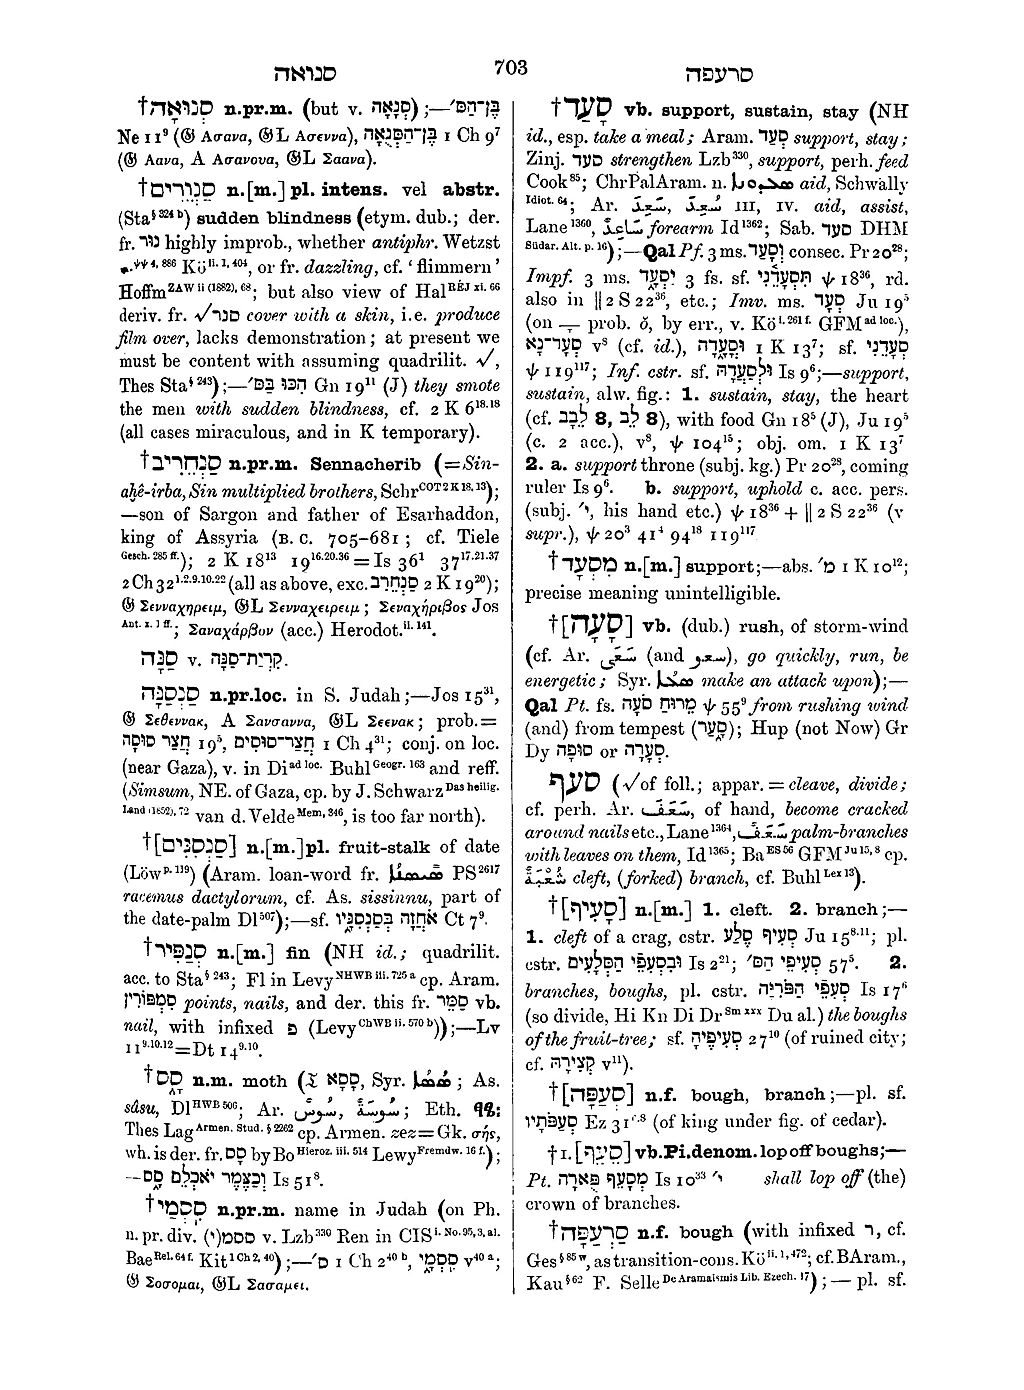 סנואה
703
סרעפה
†סְנוּאָה n.pr.m. (but v. סְנָאָה);—בֶּן־הַסּ׳
Ne 11⁹ (𝔊 Ασανα, 𝔊L Ασεννα), בֶּן־הַסְּנֻאָה 1 Ch 9⁷
(𝔊 Αανα, A Ασανουα, 𝔊L Σαανα).
†סַנְוֵרִים n.[m.] pl. intens. vel abstr.
(Sta§ 324 b) sudden blindness (etym. dub.; der.
fr. נור highly improb., whether antiphr. Wetzst
Kö ii. 1, 404, or fr. dazzling, cf. ‘flimmern’
Hoffm ZAW ii (1882), 68; but also view of Hal RÉJ xi. 66
deriv. fr. √סנר cover with a skin, i.e. produce
film over, lacks demonstration; at present we
must be content with assuming quadrilit. √,
Thes Sta§ 243);—הִכּוּ בַּסּ׳ Gn 19¹¹ (J) they smote
the men with sudden blindness, cf. 2 K 6¹⁸·¹⁸
(all cases miraculous, and in K temporary).
†סַנְחֵרִיב n.pr.m. Sennacherib (=Sin-
aḫê-irba, Sin multiplied brothers, Schr COT 2 K 18, 13);
—son of Sargon and father of Esarhaddon,
king of Assyria (B.C. 705–681; cf. Tiele
Gesch. 285 ff.); 2 K 18¹³ 19¹⁶·²⁰·³⁶ = Is 36¹ 37¹⁷·²¹·³⁷
2 Ch 32¹·²·⁹·¹⁰·²² (all as above, exc. סַנְחֵרִב 2 K 19²⁰);
𝔊 Σενναχηρειμ, 𝔊L Σενναχειρειμ; Σεναχήριβος Jos
Ant. x. 1 ff.; Σαναχάριβον (acc.) Herodot. ii. 141.
סַנָּה v. קִרְיַת־סַנָּה.
סַנְסַנָּה n.pr.loc. in S. Judah;—Jos 15³¹,
𝔊 Σεθεννακ, A Σανσαννα, 𝔊L Σεενακ; prob.=
חֲצַר סוּסָה 19⁵, חֲצַר־סוּסִים 1 Ch 4³¹; conj. on loc.
(near Gaza), v. in Di ad loc. Buhl Geogr. 163 and reff.
(Simsum, NE. of Gaza, cp. by J. Schwarz Das heilig.
Land (1852), 72 van d. Velde Mem. 346, is too far north).
†[סַנְסִנִּים] n.[m.] pl. fruit-stalk of date
(Löw p. 119) (Aram. loan-word fr. PS 2617
racemus dactylorum, cf. As. sissinnu, part of
the date-palm Dl 507);—sf. אֹחֲזָה בְּסַנְסִנָּיו Ct 7⁹.
†סְנַפִּיר n.[m.] fin (NH id.; quadrilit.
acc. to Sta§ 243; Fl in Levy NHWB iii. 725 a cp. Aram.
סמפורין points, nails, and der. this fr. סמר vb.
nail, with infixed פ (Levy ChWB ii. 570 b));—Lv
11⁹·¹⁰·¹²=Dt 14⁹·¹⁰.
†סָס n.m. moth (𝔗 סָסָא, Syr. ܣܳܣܳܐ; As.
sâsu, Dl HWB 506; Ar. سُوسٌ, سُوسَةٌ; Eth. ፃፄ:
Thes Lag Armen. Stud. § 2262 cp. Armen. zez=Gk. σής,
wh. is der. fr. סס by Bo Hieroz. iii. 514 Lewy Fremdw. 16 f.);
—וְכַצֶּמֶר יֹאכְלֵם סָס Is 51⁸.
†סִסְמַי n.pr.m. name in Judah (on Ph.
n. pr. div. ססמ(י) v. Lzb 330 Ren in CIS i. No. 95, 3, al.
Bae Rel. 64 f. Kit 1 Ch 2, 40);—ס׳ 1 Ch 2⁴⁰ ᵇ, סִסְמָי v⁴⁰ ᵃ;
𝔊 Σοσομαι, 𝔊L Σασαμει.
†סָעַד vb. support, sustain, stay (NH
id., esp. take a meal; Aram. סְעַד support, stay;
Zinj. סעד strengthen Lzb 330, support, perh. feed
Cook 85; ChrPalAram. n. aid, Schwally
Idiot. 64; Ar. سَعِدَ, سَعَدَ III, IV. aid, assist,
Lane 1360, سَاعِدٌ forearm Id 1362; Sab. סעד DHM
Südar. Alt. p. 16);—Qal Pf. 3 ms. וְסָעַד consec. Pr 20²⁸;
Impf. 3 ms. יִסְעַד 3 fs. sf. תִּסְעָדֵנִי ψ 18³⁶, rd.
also in ‖ 2 S 22³⁶, etc.; Imv. ms. סְעָד Ju 19⁵
(on ־ָ prob. ŏ, by err., v. Kö i. 261 f. GFM ad loc.),
סְעָד־נָא v⁸ (cf. id.), וּסְעָדָה 1 K 13⁷; sf. סְעָדֵנִי
ψ 119¹¹⁷; Inf. cstr. sf. וּלְסַעֲדָהּ Is 9⁶;—support,
sustain, alw. fig.: 1. sustain, stay, the heart
(cf. לֵבָב 8, לֵב 8), with food Gn 18⁵ (J), Ju 19⁵
(c. 2 acc.), v⁸, ψ 104¹⁵; obj. om. 1 K 13⁷
2. a. support throne (subj. kg.) Pr 20²⁸, coming
ruler Is 9⁶. b. support, uphold c. acc. pers.
(subj. י׳, his hand etc.) ψ 18³⁶ + ‖ 2 S 22³⁶ (v
supr.), ψ 20³ 41⁴ 94¹⁸ 119¹¹⁷
†מִסְעָד n.[m.] support;—abs. מ׳ 1 K 10¹²;
precise meaning unintelligible.
†[סָעָה] vb. (dub.) rush, of storm-wind
(cf. Ar. سَعَى (and سعو), go quickly, run, be
energetic; Syr. make an attack upon);—
Qal Pt. fs. מֵרוּחַ סֹעָה ψ 55⁹ from rushing wind
(and) from tempest (סַעַר); Hup (not Now) Gr
Dy סוּפָה or סְעָרָה.
סעף (√of foll.; appar. = cleave, divide;
cf. perh. Ar. سَعِفَ, of hand, become cracked
around nails etc., Lane 1364, سَعَفٌ palm-branches
with leaves on them, Id 1365; Ba ES 56 GFM Ju 15, 8 cp.
شُعْبَةٌ cleft, (forked) branch, cf. Buhl Lex 13).
†[סָעִיף] n.[m.] 1. cleft. 2. branch;—
1. cleft of a crag, cstr. סְעִיף סֶלַע Ju 15⁸·¹¹; pl.
cstr. וּבִסְעִפֵי הַסְּלָעִים Is 2²¹; סְעִיפֵי הַסּ׳ 57⁵. 2.
branches, boughs, pl. cstr. סְעִפֵי הַפֹּרִיָּה Is 17⁶
(so divide, Hi Kn Di Dr Sm xxx Du al.) the boughs
of the fruit-tree; sf. סְעִיפֶיהָ 27¹⁰ (of ruined city;
cf. קְצִירָהּ v¹¹).
†[סְעַפָּה] n.f. bough, branch;—pl. sf.
סְעַפֹּתָיו Ez 31⁶·⁸ (of king under fig. of cedar).
†I. [סָעֵף] vb. Pi. denom. lop off boughs;—
Pt. מְסָעֵף פֻּארָה Is 10³³ י׳ shall lop off (the)
crown of branches.
†סַרְעַפָּה n.f. bough (with infixed ר, cf.
Ges§ 85 w, as transition-cons. Kö ii. 1, 472; cf. BAram.,
Kau§ 62 F. Selle De Aramaismis Lib. Ezech. 17);—pl. sf.